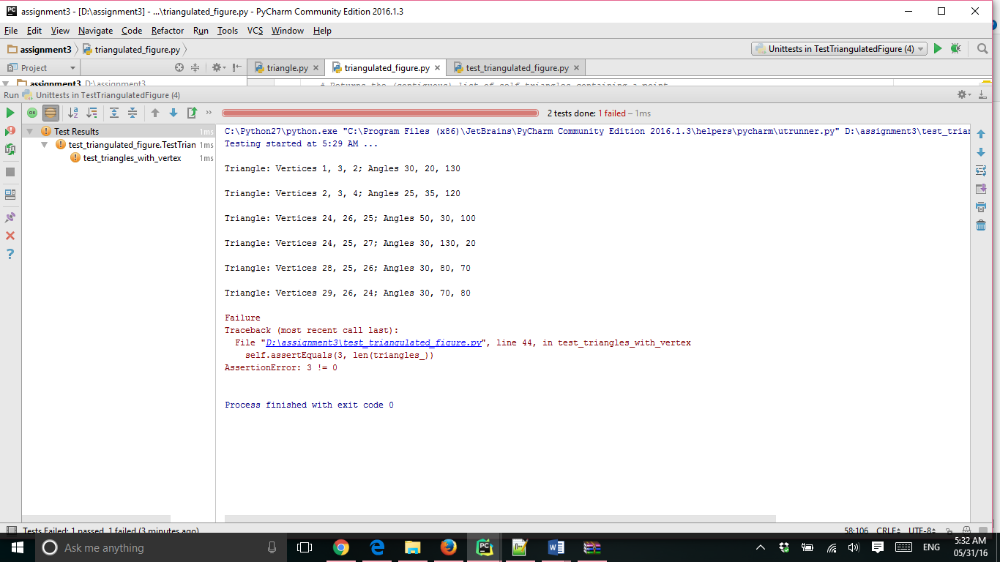 assignment3 - [D:\assignment3] - ...\triangulated_figure.py - PyCharm Community Edition 2016.1.3
File Edit View Navigate Code Refactor Run Tools VCS Window Help
assignment3 triangulated_figure.py Unittests in TestTriangulatedFigure (4)
Project triangle.py triangulated_figure.py test_triangulated_figure.py
assignment3 D:\assignment3 # Returns the (contiguous) list of self.triangles containing a point
Run Unittests in TestTriangulatedFigure (4)
2 tests done: 1 failed – 1ms
Test Results 1ms
test_triangulated_figure.TestTrian 1ms
test_triangles_with_vertex 1ms
C:\Python27\python.exe "C:\Program Files (x86)\JetBrains\PyCharm Community Edition 2016.1.3\helpers\pycharm\utrunner.py" D:\assignment3\test_trian
Testing started at 5:29 AM ...
Triangle: Vertices 1, 3, 2; Angles 30, 20, 130
Triangle: Vertices 2, 3, 4; Angles 25, 35, 120
Triangle: Vertices 24, 26, 25; Angles 50, 30, 100
Triangle: Vertices 24, 25, 27; Angles 30, 130, 20
Triangle: Vertices 28, 25, 26; Angles 30, 80, 70
Triangle: Vertices 29, 26, 24; Angles 30, 70, 80
Failure
Traceback (most recent call last):
File "D:\assignment3\test_triangulated_figure.py", line 44, in test_triangles_with_vertex
self.assertEquals(3, len(triangles_))
AssertionError: 3 != 0
Process finished with exit code 0
Tests Failed: 1 passed, 1 failed (3 minutes ago) 58:106 CRLF UTF-8
Ask me anything ENG 5:32 AM
05/31/16